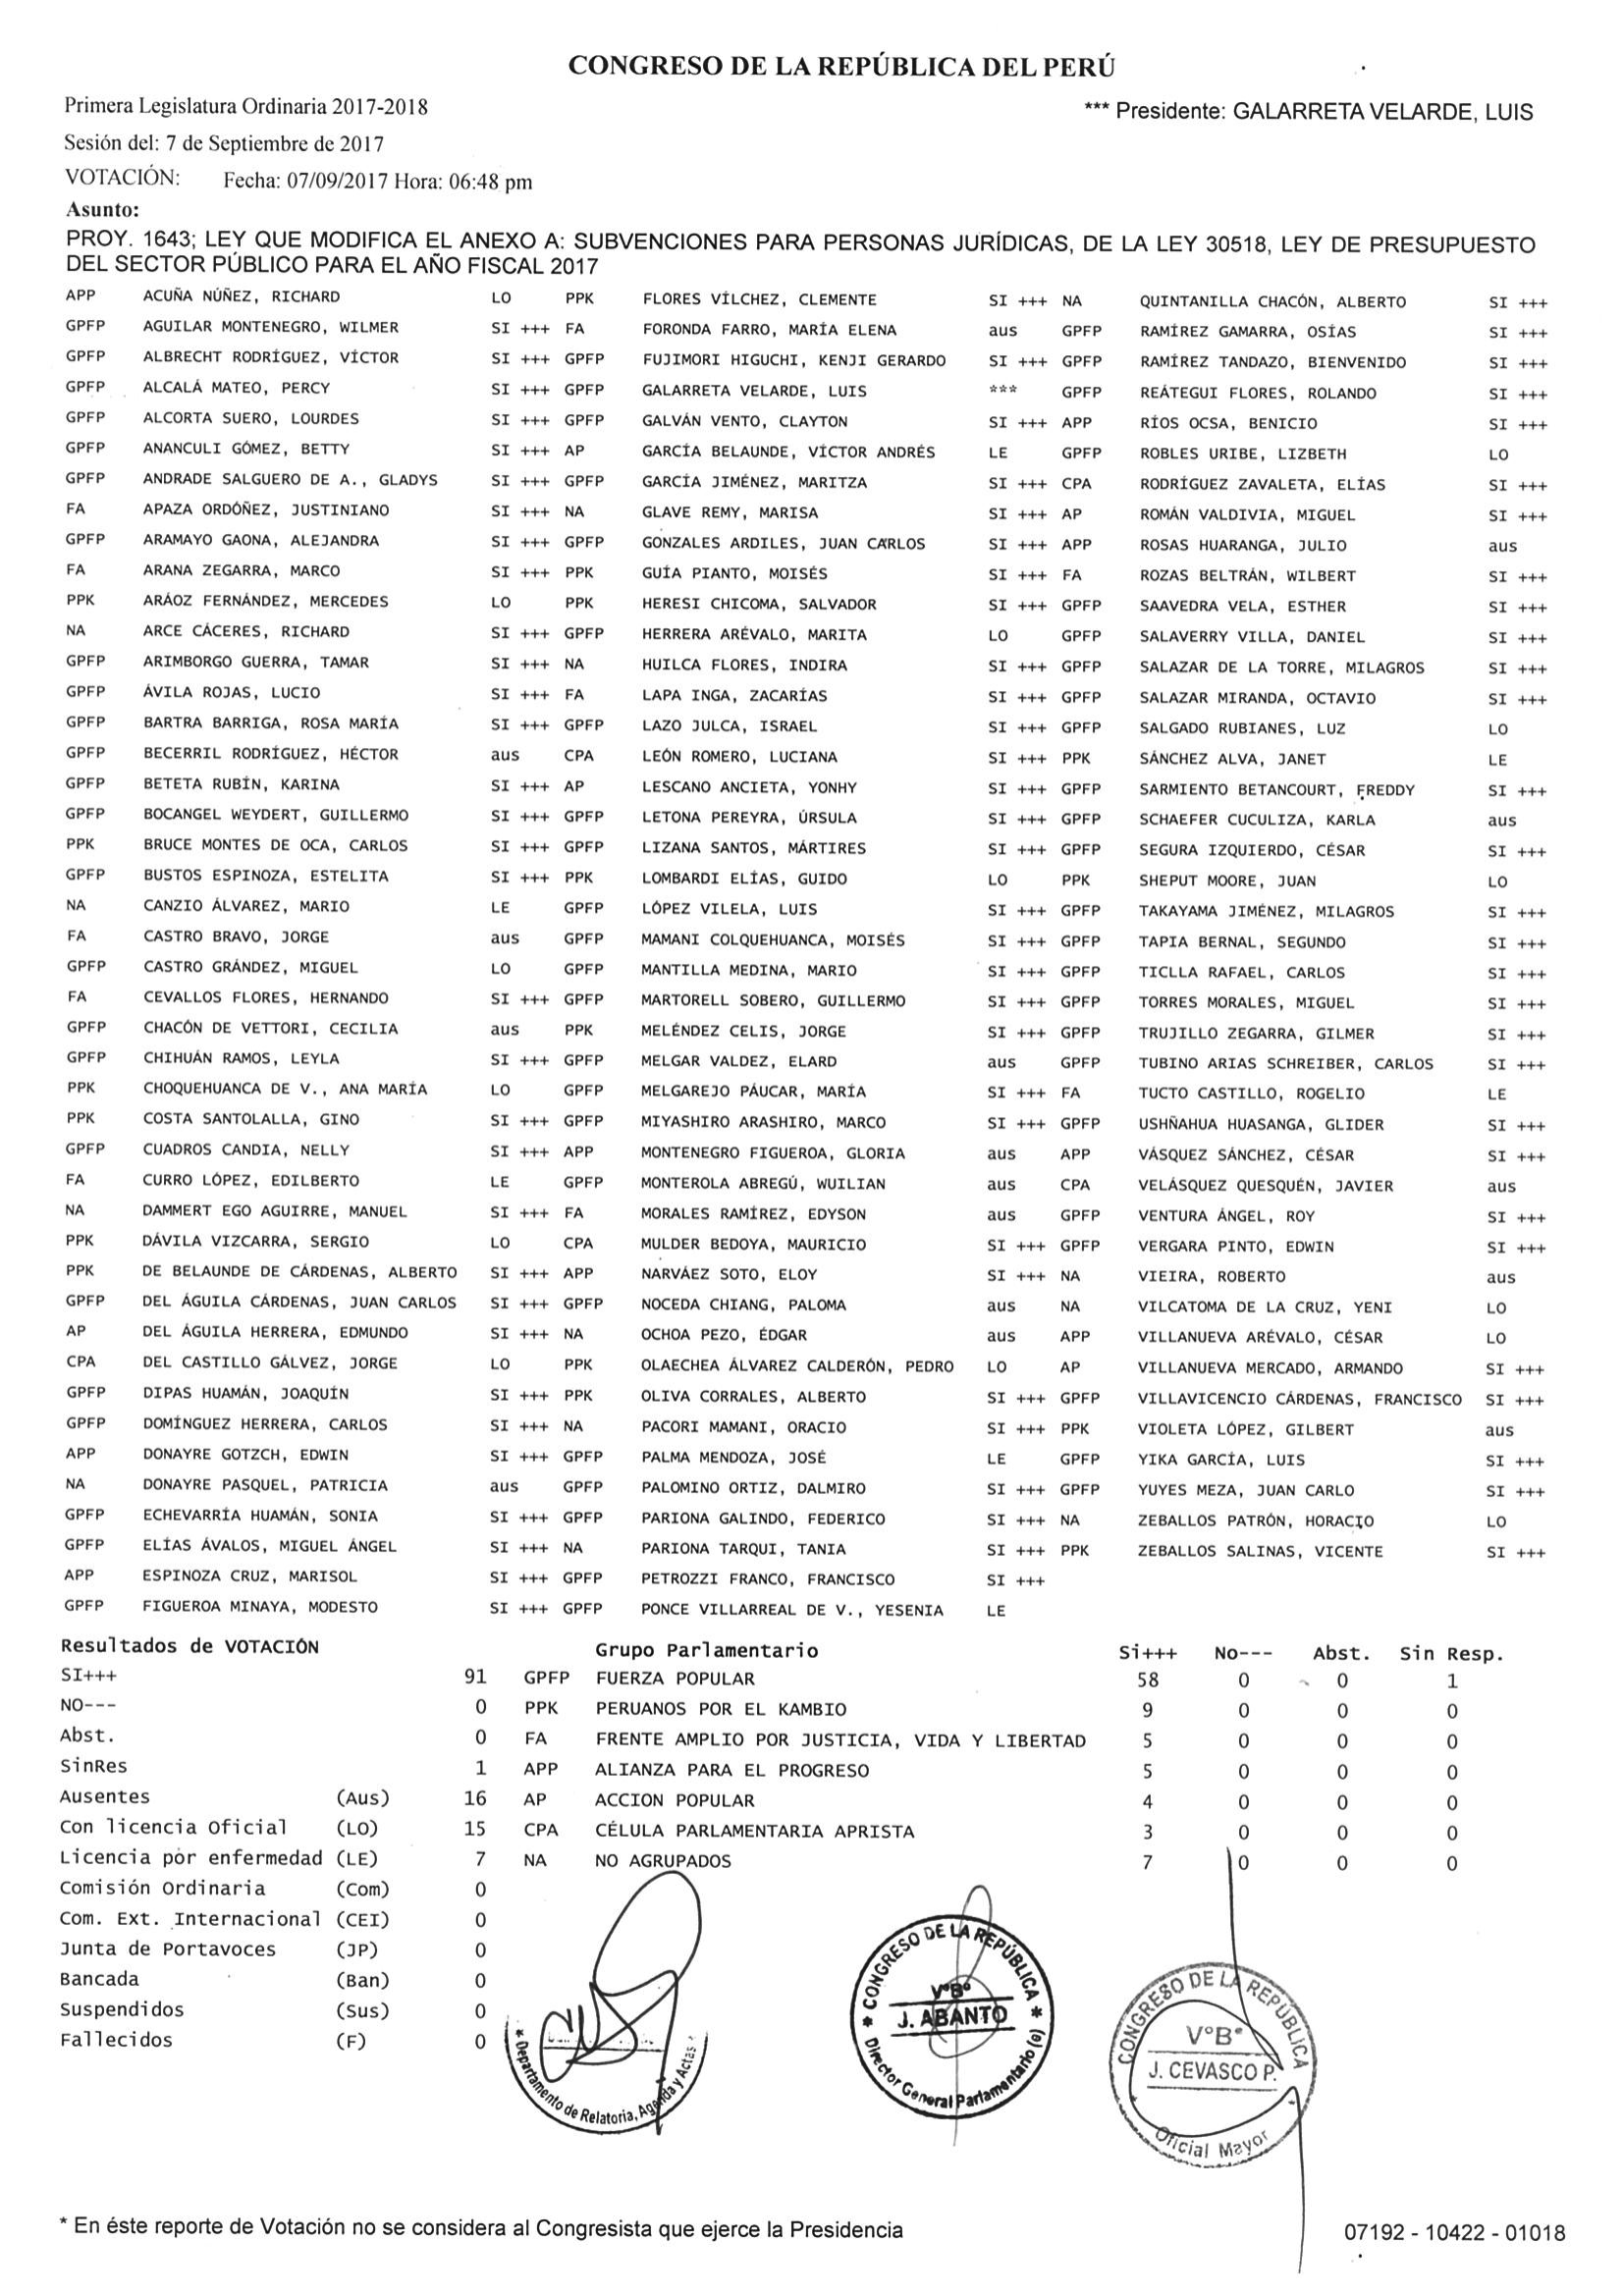 CONGRESO DE LA REPÚBLICA DEL PERÚ
Primera Legislatura Ordinaria 2017-2018 *** Presidente: GALARRETA VELARDE, LUIS
Sesión del: 7 de Septiembre de 2017
VOTACIÓN: Fecha: 07/09/2017 Hora: 06:48 pm
Asunto:
PROY. 1643; LEY QUE MODIFICA EL ANEXO A: SUBVENCIONES PARA PERSONAS JURÍDICAS, DE LA LEY 30518, LEY DE PRESUPUESTO
DEL SECTOR PÚBLICO PARA EL AÑO FISCAL 2017
APP ACUÑA NÚÑEZ, RICHARD LO PPK FLORES VÍLCHEZ, CLEMENTE SI +++ NA QUINTANILLA CHACÓN, ALBERTO SI +++
GPFP AGUILAR MONTENEGRO, WILMER SI +++ FA FORONDA FARRO, MARÍA ELENA aus GPFP RAMÍREZ GAMARRA, OSÍAS SI +++
GPFP ALBRECHT RODRÍGUEZ, VÍCTOR SI +++ GPFP FUJIMORI HIGUCHI, KENJI GERARDO SI +++ GPFP RAMÍREZ TANDAZO, BIENVENIDO SI +++
GPFP ALCALÁ MATEO, PERCY SI +++ GPFP GALARRETA VELARDE, LUIS *** GPFP REÁTEGUI FLORES, ROLANDO SI +++
GPFP ALCORTA SUERO, LOURDES SI +++ GPFP GALVÁN VENTO, CLAYTON SI +++ APP RÍOS OCSA, BENICIO SI +++
GPFP ANANCULI GÓMEZ, BETTY SI +++ AP GARCÍA BELAUNDE, VÍCTOR ANDRÉS LE GPFP ROBLES URIBE, LIZBETH LO
GPFP ANDRADE SALGUERO DE A., GLADYS SI +++ GPFP GARCÍA JIMÉNEZ, MARITZA SI +++ CPA RODRÍGUEZ ZAVALETA, ELÍAS SI +++
FA APAZA ORDÓÑEZ, JUSTINIANO SI +++ NA GLAVE REMY, MARISA SI +++ AP ROMÁN VALDIVIA, MIGUEL SI +++
GPFP ARAMAYO GAONA, ALEJANDRA SI +++ GPFP GONZALES ARDILES, JUAN CARLOS SI +++ APP ROSAS HUARANGA, JULIO aus
FA ARANA ZEGARRA, MARCO SI +++ PPK GUÍA PIANTO, MOISÉS SI +++ FA ROZAS BELTRÁN, WILBERT SI +++
PPK ARÁOZ FERNÁNDEZ, MERCEDES LO PPK HERESI CHICOMA, SALVADOR SI +++ GPFP SAAVEDRA VELA, ESTHER SI +++
NA ARCE CÁCERES, RICHARD SI +++ GPFP HERRERA ARÉVALO, MARITA LO GPFP SALAVERRY VILLA, DANIEL SI +++
GPFP ARIMBORGO GUERRA, TAMAR SI +++ NA HUILCA FLORES, INDIRA SI +++ GPFP SALAZAR DE LA TORRE, MILAGROS SI +++
GPFP ÁVILA ROJAS, LUCIO SI +++ FA LAPA INGA, ZACARÍAS SI +++ GPFP SALAZAR MIRANDA, OCTAVIO SI +++
GPFP BARTRA BARRIGA, ROSA MARÍA SI +++ GPFP LAZO JULCA, ISRAEL SI +++ GPFP SALGADO RUBIANES, LUZ LO
GPFP BECERRIL RODRÍGUEZ, HÉCTOR aus CPA LEÓN ROMERO, LUCIANA SI +++ PPK SÁNCHEZ ALVA, JANET LE
GPFP BETETA RUBÍN, KARINA SI +++ AP LESCANO ANCIETA, YONHY SI +++ GPFP SARMIENTO BETANCOURT, FREDDY SI +++
GPFP BOCANGEL WEYDERT, GUILLERMO SI +++ GPFP LETONA PEREYRA, ÚRSULA SI +++ GPFP SCHAEFER CUCULIZA, KARLA aus
PPK BRUCE MONTES DE OCA, CARLOS SI +++ GPFP LIZANA SANTOS, MÁRTIRES SI +++ GPFP SEGURA IZQUIERDO, CÉSAR SI +++
GPFP BUSTOS ESPINOZA, ESTELITA SI +++ PPK LOMBARDI ELÍAS, GUIDO LO PPK SHEPUT MOORE, JUAN LO
NA CANZIO ÁLVAREZ, MARIO LE GPFP LÓPEZ VILELA, LUIS SI +++ GPFP TAKAYAMA JIMÉNEZ, MILAGROS SI +++
FA CASTRO BRAVO, JORGE aus GPFP MAMANI COLQUEHUANCA, MOISÉS SI +++ GPFP TAPIA BERNAL, SEGUNDO SI +++
GPFP CASTRO GRÁNDEZ, MIGUEL LO GPFP MANTILLA MEDINA, MARIO SI +++ GPFP TICLLA RAFAEL, CARLOS SI +++
FA CEVALLOS FLORES, HERNANDO SI +++ GPFP MARTORELL SOBERO, GUILLERMO SI +++ GPFP TORRES MORALES, MIGUEL SI +++
GPFP CHACÓN DE VETTORI, CECILIA aus PPK MELÉNDEZ CELIS, JORGE SI +++ GPFP TRUJILLO ZEGARRA, GILMER SI +++
GPFP CHIHUÁN RAMOS, LEYLA SI +++ GPFP MELGAR VALDEZ, ELARD aus GPFP TUBINO ARIAS SCHREIBER, CARLOS SI +++
PPK CHOQUEHUANCA DE V., ANA MARÍA LO GPFP MELGAREJO PÁUCAR, MARÍA SI +++ FA TUCTO CASTILLO, ROGELIO LE
PPK COSTA SANTOLALLA, GINO SI +++ GPFP MIYASHIRO ARASHIRO, MARCO SI +++ GPFP USHÑAHUA HUASANGA, GLIDER SI +++
GPFP CUADROS CANDIA, NELLY SI +++ APP MONTENEGRO FIGUEROA, GLORIA aus APP VÁSQUEZ SÁNCHEZ, CÉSAR SI +++
FA CURRO LÓPEZ, EDILBERTO LE GPFP MONTEROLA ABREGÚ, WUILIAN aus CPA VELÁSQUEZ QUESQUÉN, JAVIER aus
NA DAMMERT EGO AGUIRRE, MANUEL SI +++ FA MORALES RAMÍREZ, EDYSON aus GPFP VENTURA ÁNGEL, ROY SI +++
PPK DÁVILA VIZCARRA, SERGIO LO CPA MULDER BEDOYA, MAURICIO SI +++ GPFP VERGARA PINTO, EDWIN SI +++
PPK DE BELAUNDE DE CÁRDENAS, ALBERTO SI +++ APP NARVÁEZ SOTO, ELOY SI +++ NA VIEIRA, ROBERTO aus
GPFP DEL ÁGUILA CÁRDENAS, JUAN CARLOS SI +++ GPFP NOCEDA CHIANG, PALOMA aus NA VILCATOMA DE LA CRUZ, YENI LO
AP DEL ÁGUILA HERRERA, EDMUNDO SI +++ NA OCHOA PEZO, ÉDGAR aus APP VILLANUEVA ARÉVALO, CÉSAR LO
CPA DEL CASTILLO GÁLVEZ, JORGE LO PPK OLAECHEA ÁLVAREZ CALDERÓN, PEDRO LO AP VILLANUEVA MERCADO, ARMANDO SI +++
GPFP DIPAS HUAMÁN, JOAQUÍN SI +++ PPK OLIVA CORRALES, ALBERTO SI +++ GPFP VILLAVICENCIO CÁRDENAS, FRANCISCO SI +++
GPFP DOMÍNGUEZ HERRERA, CARLOS SI +++ NA PACORI MAMANI, ORACIO SI +++ PPK VIOLETA LÓPEZ, GILBERT aus
APP DONAYRE GOTZCH, EDWIN SI +++ GPFP PALMA MENDOZA, JOSÉ LE GPFP YIKA GARCÍA, LUIS SI +++
NA DONAYRE PASQUEL, PATRICIA aus GPFP PALOMINO ORTIZ, DALMIRO SI +++ GPFP YUYES MEZA, JUAN CARLO SI +++
GPFP ECHEVARRÍA HUAMÁN, SONIA SI +++ GPFP PARIONA GALINDO, FEDERICO SI +++ NA ZEBALLOS PATRÓN, HORACIO LO
GPFP ELÍAS ÁVALOS, MIGUEL ÁNGEL SI +++ NA PARIONA TARQUI, TANIA SI +++ PPK ZEBALLOS SALINAS, VICENTE SI +++
APP ESPINOZA CRUZ, MARISOL SI +++ GPFP PETROZZI FRANCO, FRANCISCO SI +++
GPFP FIGUEROA MINAYA, MODESTO SI +++ GPFP PONCE VILLARREAL DE V., YESENIA LE
Resultados de VOTACIÓN Grupo Parlamentario Si+++ No--- Abst. Sin Resp.
SI+++ 91 GPFP FUERZA POPULAR 58 0 0 1
NO--- 0 PPK PERUANOS POR EL KAMBIO 9 0 0 0
Abst. 0 FA FRENTE AMPLIO POR JUSTICIA, VIDA Y LIBERTAD 5 0 0 0
SinRes 1 APP ALIANZA PARA EL PROGRESO 5 0 0 0
Ausentes (Aus) 16 AP ACCION POPULAR 4 0 0 0
Con licencia Oficial (LO) 15 CPA CÉLULA PARLAMENTARIA APRISTA 3 0 0 0
Licencia por enfermedad (LE) 7 NA NO AGRUPADOS 7 0 0 0
Comisión Ordinaria (Com) 0
Com. Ext. Internacional (CEI) 0
Junta de Portavoces (JP) 0
Bancada (Ban) 0
Suspendidos (Sus) 0
Fallecidos (F) 0
* Departamento de Relatoria, Agenda y Actas *
* CONGRESO DE LA REPÚBLICA *
V°B°
J. ABANTO
Director General Parlamentario (e)
CONGRESO DE LA REPÚBLICA
V°B°
J. CEVASCO P.
* Oficial Mayor *
* En éste reporte de Votación no se considera al Congresista que ejerce la Presidencia 07192 - 10422 - 01018